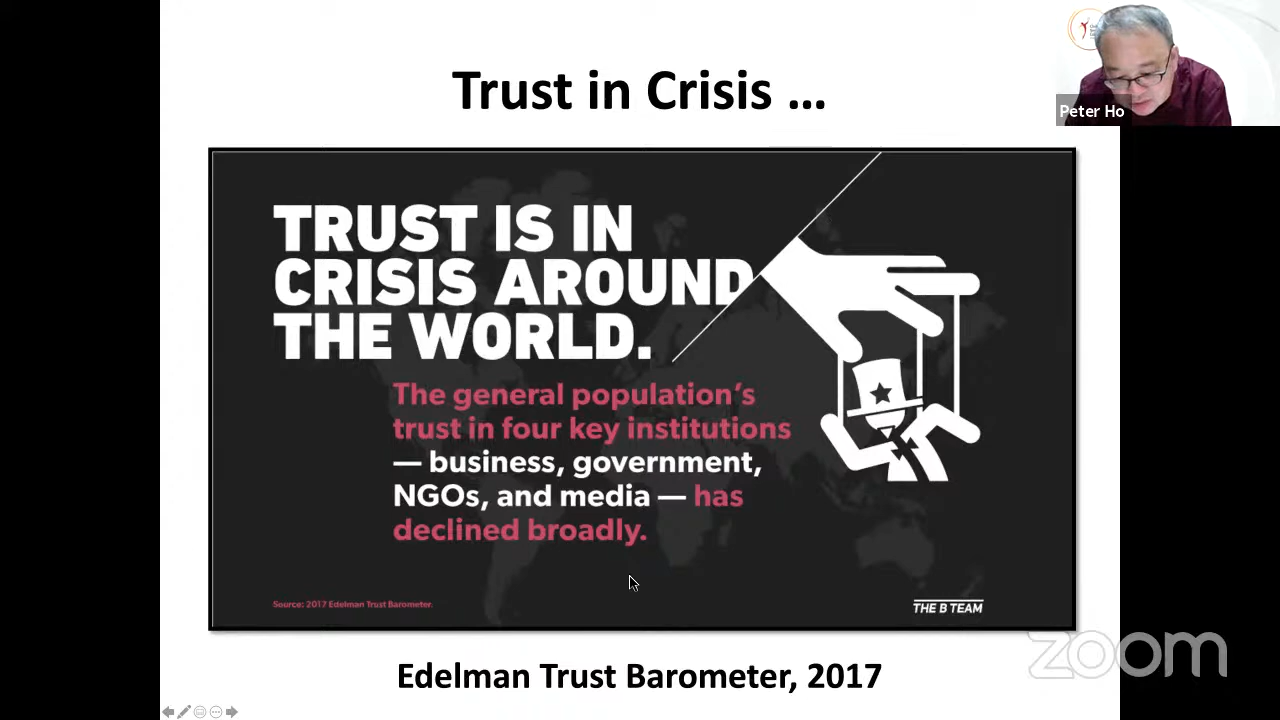 Trust in Crisis ...
Peter Ho
TRUST IS IN
CRISIS AROUND
THE WORLD.
The general population's
trust in four key institutions
— business, government,
NGOs, and media — has
declined broadly.
Source: 2017 Edelman Trust Barometer.
THE B TEAM
zoom
Edelman Trust Barometer, 2017